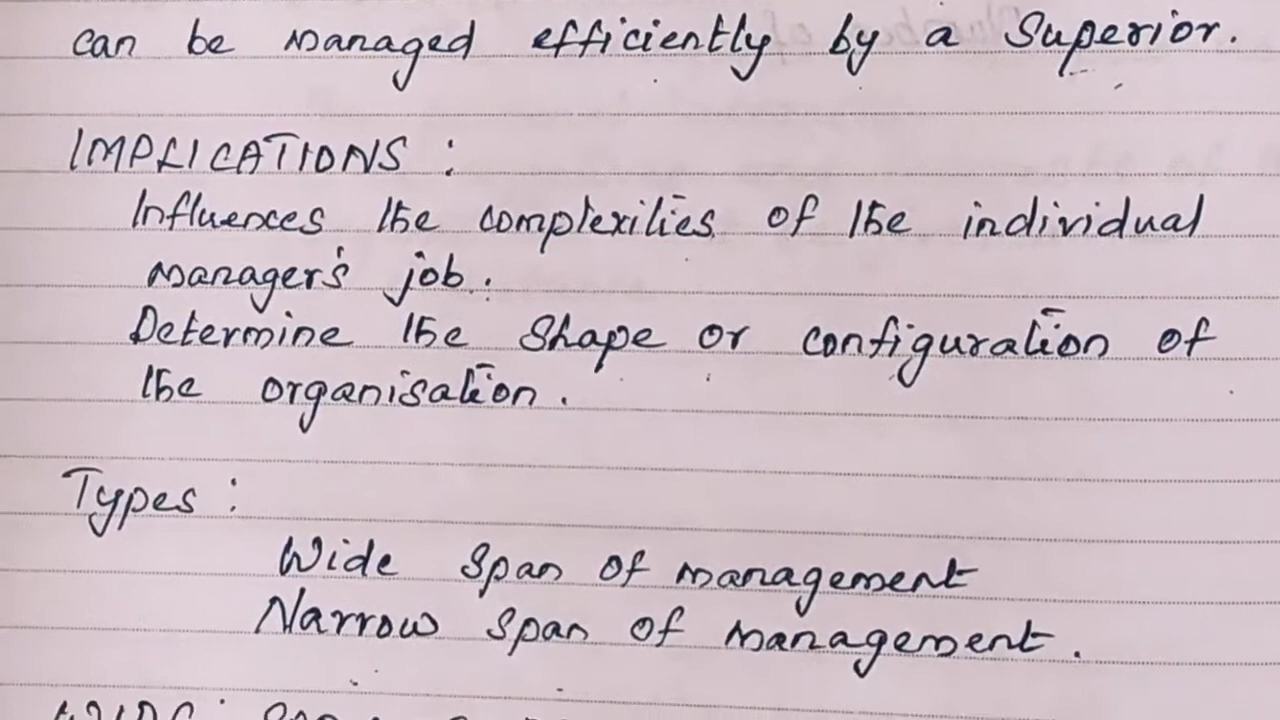 can be managed efficiently by a Superior.
IMPLICATIONS :
Influences the complexities of the individual
manager's job.
Determine the Shape or configuration of
the organisation.
Types :
Wide span of management
Narrow span of management.